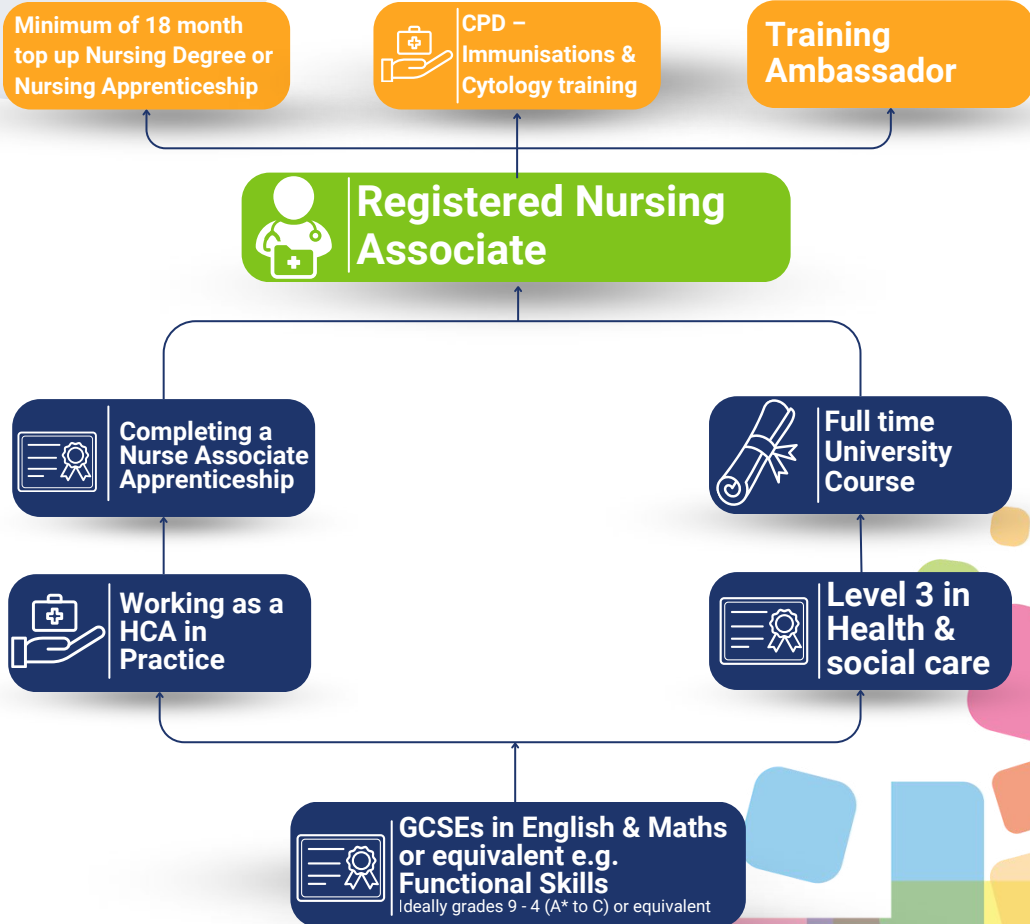 Minimum of 18 month
top up Nursing Degree or
Nursing Apprenticeship
CPD –
Immunisations &
Cytology training
Training
Ambassador
Registered Nursing
Associate
Completing a
Nurse Associate
Apprenticeship
Full time
University
Course
Working as a
HCA in
Practice
Level 3 in
Health &
social care
GCSEs in English & Maths
or equivalent e.g.
Functional Skills
Ideally grades 9 - 4 (A* to C) or equivalent